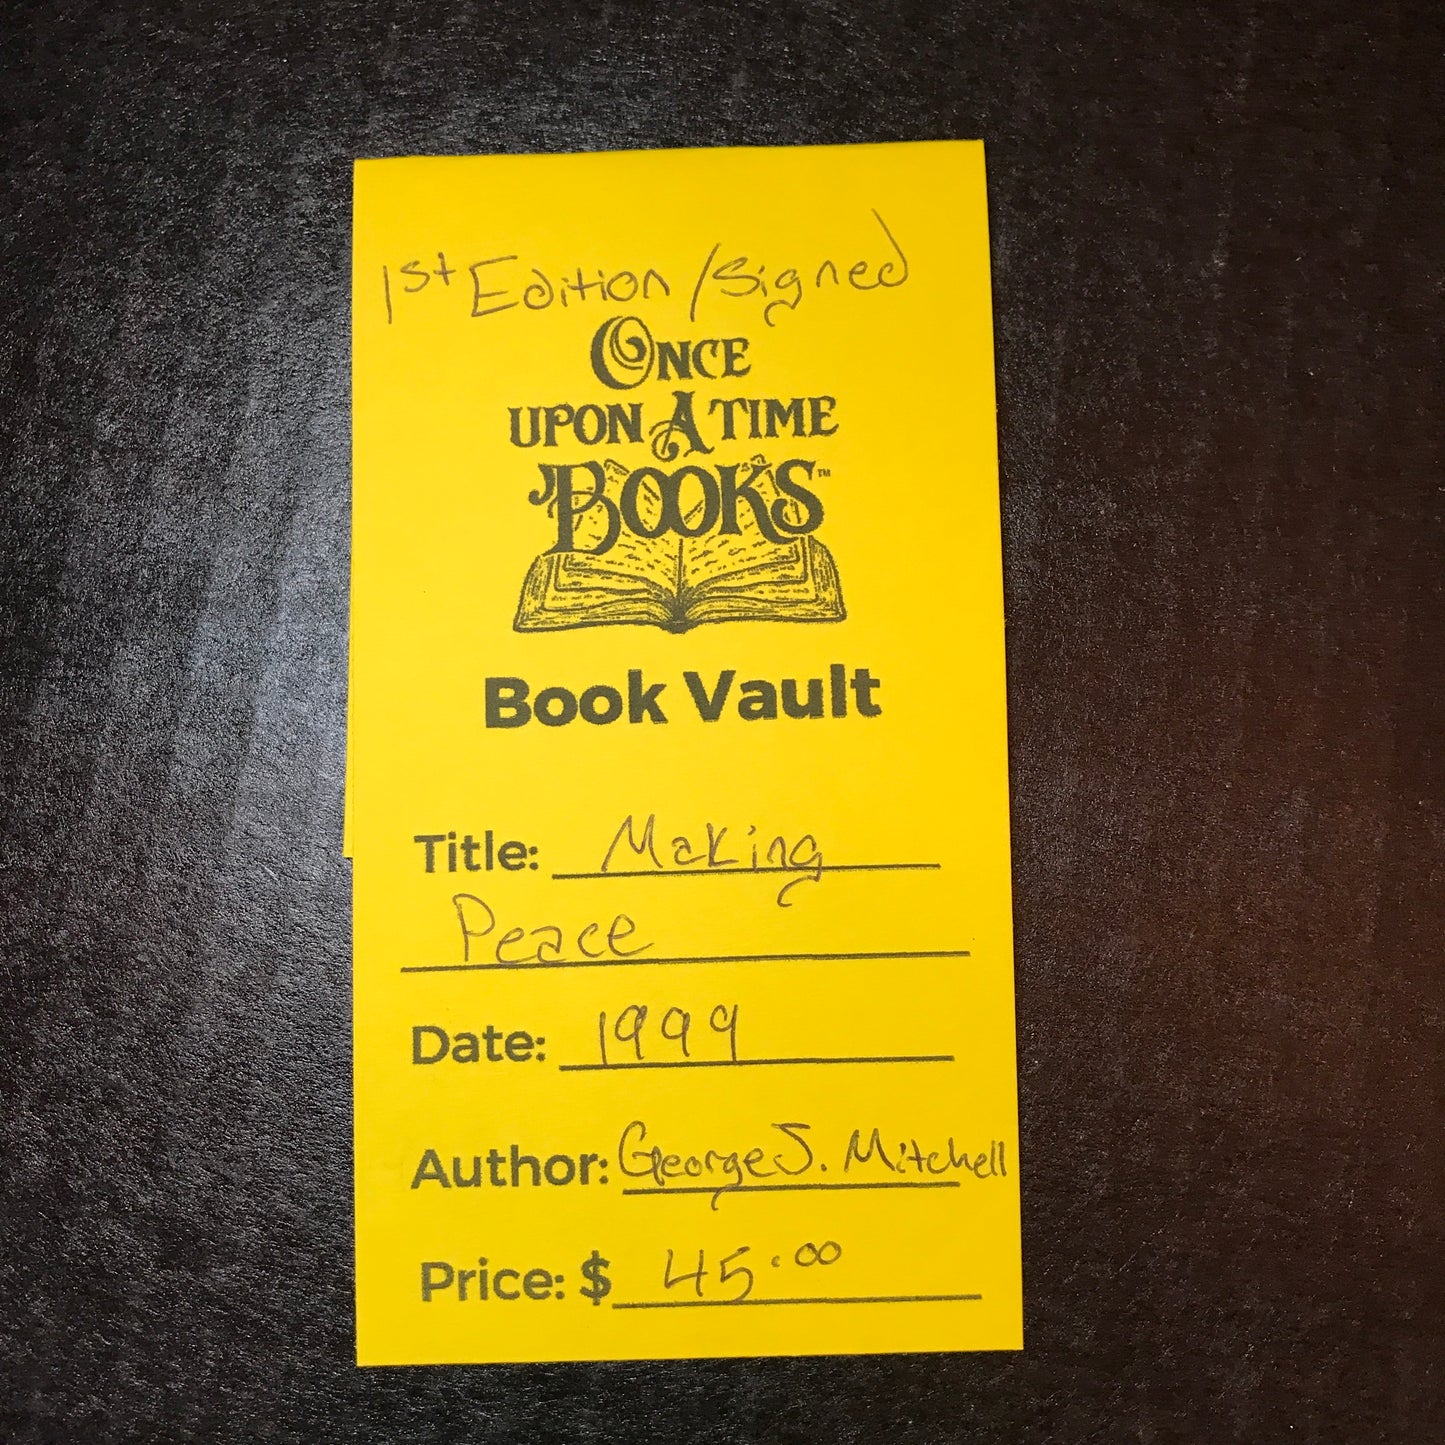 1st Edition/Signed
ONCE
UPON A TIME
BOOKS™
Book Vault
Title: Making
Peace
Date: 1999
Author: George J. Mitchell
Price: $ 45.00